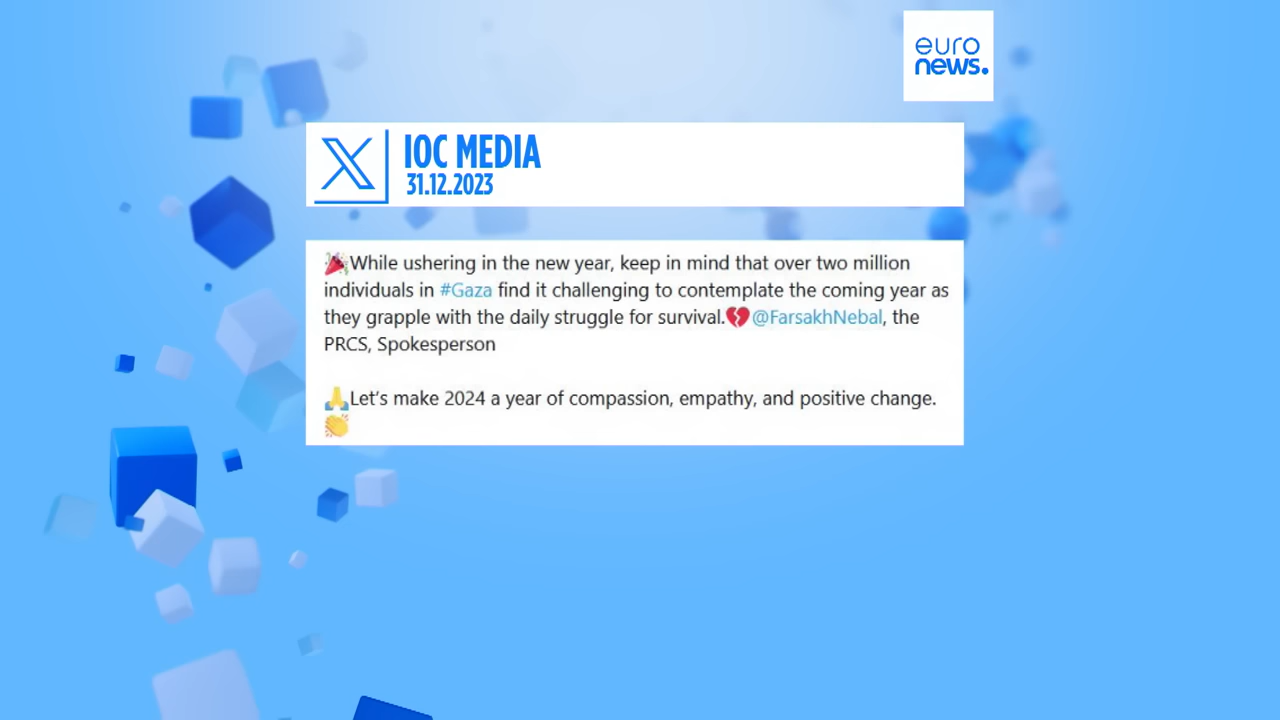 euro
news.
IOC MEDIA
31.12.2023
🎉While ushering in the new year, keep in mind that over two million
individuals in #Gaza find it challenging to contemplate the coming year as
they grapple with the daily struggle for survival.💔@FarsakhNebal, the
PRCS, Spokesperson
🙏Let’s make 2024 a year of compassion, empathy, and positive change.
👏